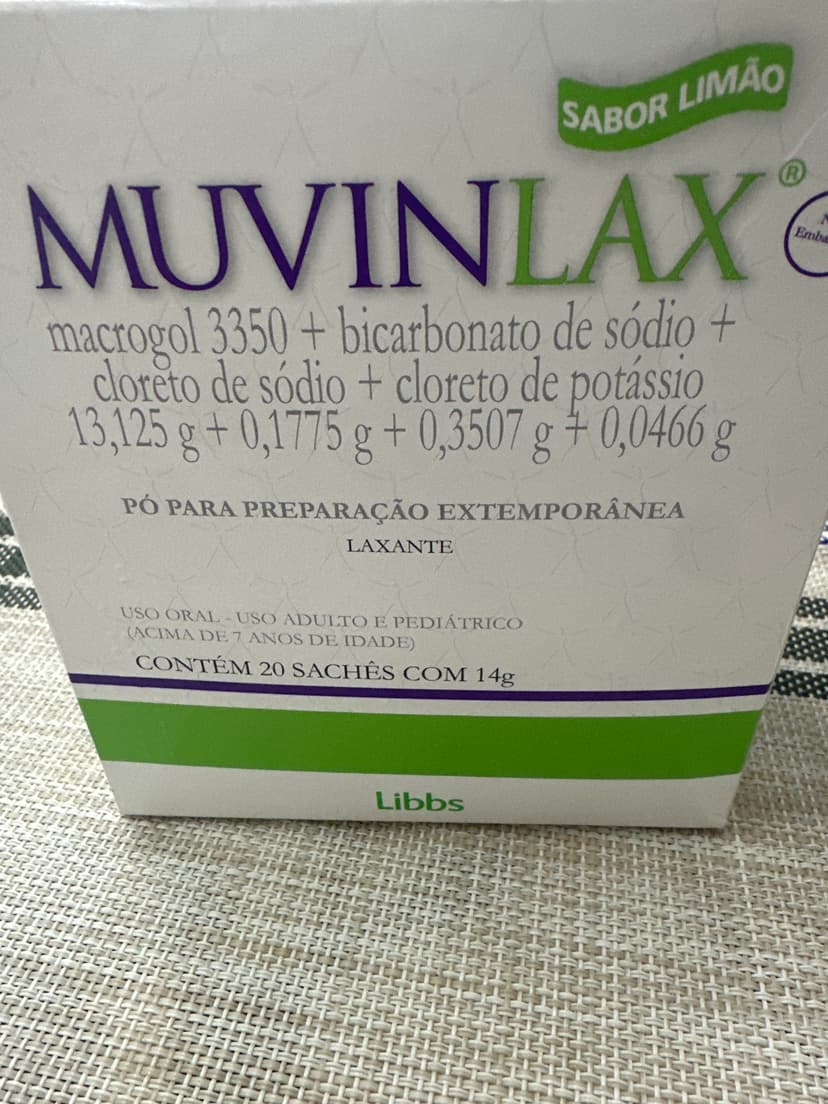 SABOR LIMÃO
MUVINLAX®
macrogol 3350 + bicarbonato de sódio +
cloreto de sódio + cloreto de potássio
13,125 g + 0,1775 g + 0,3507 g + 0,0466 g
PÓ PARA PREPARAÇÃO EXTEMPORÂNEA
LAXANTE
USO ORAL - USO ADULTO E PEDIÁTRICO
(ACIMA DE 7 ANOS DE IDADE)
CONTÉM 20 SACHÊS COM 14g
Libbs